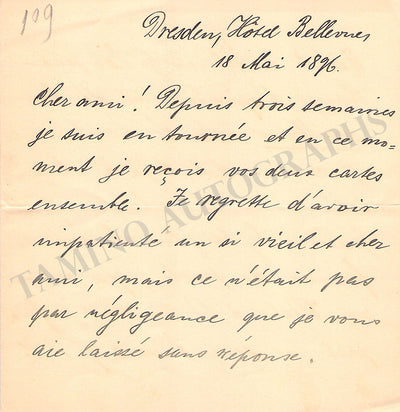 109
Dresden, Hôtel Bellevue,
18 Mai 1896.
Cher ami! Depuis trois semaines
je suis en tournée et en ce mo=
ment je reçois vos deux cartes
ensemble. Je regrette d'avoir
impatienté un si vieil et cher
ami, mais ce n'était pas
par négligeance que je vous
aie laissé sans réponse.
TAMINO AUTOGRAPHS